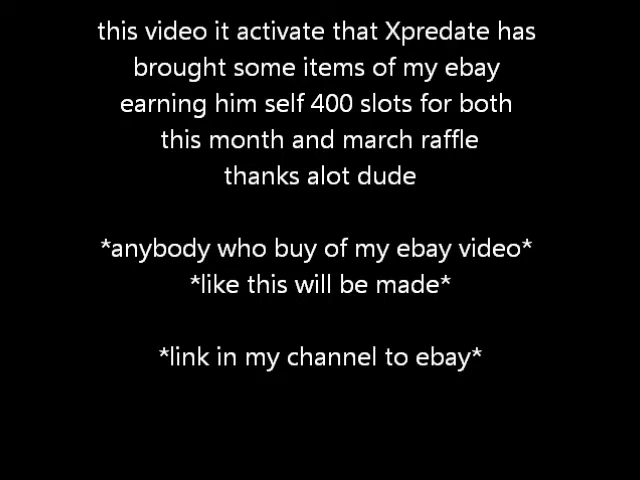 this video it activate that Xpredate has
brought some items of my ebay
earning him self 400 slots for both
this month and march raffle
thanks alot dude
*anybody who buy of my ebay video*
*like this will be made*
*link in my channel to ebay*